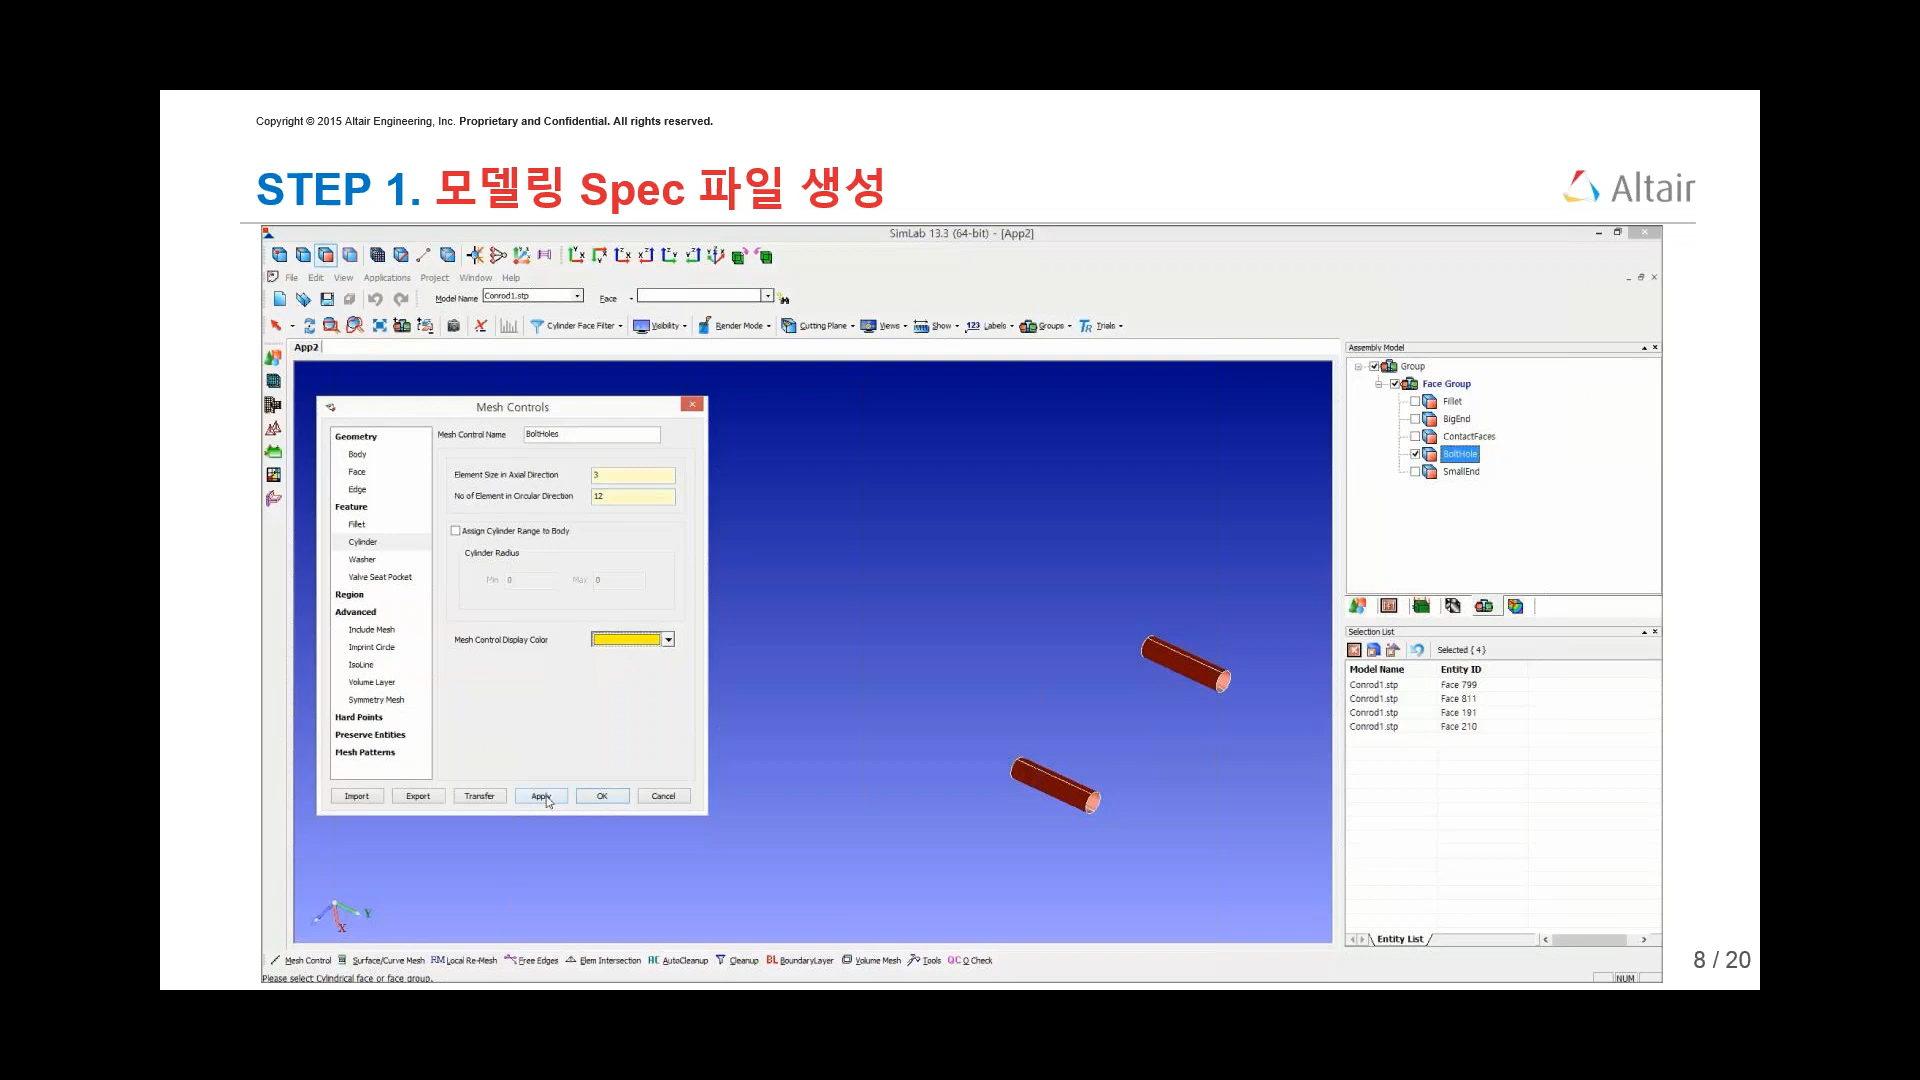 Copyright © 2015 Altair Engineering, Inc. Proprietary and Confidential. All rights reserved.
STEP 1. 모델링 Spec 파일 생성
Altair
SimLab 13.3 (64-bit) - [App2]
File Edit View Applications Project Window Help
Model Name Conrod1.stp Face
Cylinder Face Filter Visibility Render Mode Cutting Plane Views Show 123 Labels Groups Trials
App2
Mesh Controls
Geometry
Body
Face
Edge
Feature
Fillet
Cylinder
Washer
Valve Seat Pocket
Region
Advanced
Include Mesh
Imprint Circle
IsoLine
Volume Layer
Symmetry Mesh
Hard Points
Preserve Entities
Mesh Patterns
Mesh Control Name BoltHoles
Element Size in Axial Direction 3
No of Element in Circular Direction 12
Assign Cylinder Range to Body
Cylinder Radius
Min 0 Max 0
Mesh Control Display Color
Import Export Transfer Apply OK Cancel
Y
X
Assembly Model
Group
Face Group
Fillet
BigEnd
ContactFaces
BoltHole
SmallEnd
Selection List
Selected { 4 }
Model Name Entity ID
Conrod1.stp Face 799
Conrod1.stp Face 811
Conrod1.stp Face 191
Conrod1.stp Face 210
Entity List
Mesh Control Surface/Curve Mesh RM Local Re-Mesh Free Edges Elem Intersection AC AutoCleanup Cleanup BL BoundaryLayer Volume Mesh Tools QC Q Check
Please select Cylindrical face or face group.
NUM
8 / 20